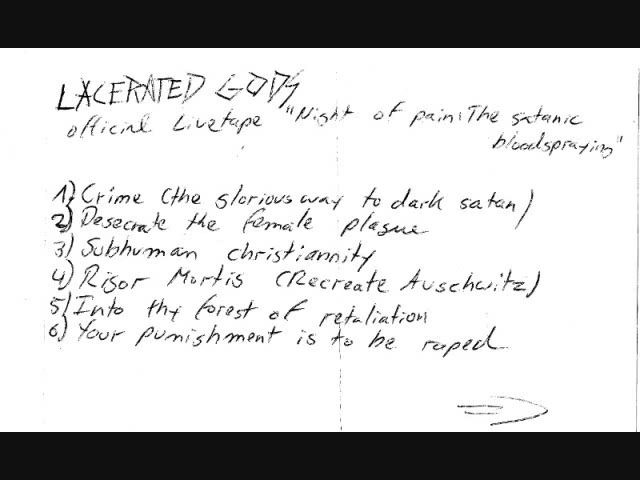 LACERATED GODS
official Livetape "Night of pain: The satanic
bloodspraying"
1) Crime (the glorious way to dark satan)
2) Desecrate the female plague
3) Subhuman christiannity
4) Rigor Mortis (Recreate Auschwitz)
5) Into thy forest of retaliation
6) Your punishment is to be raped